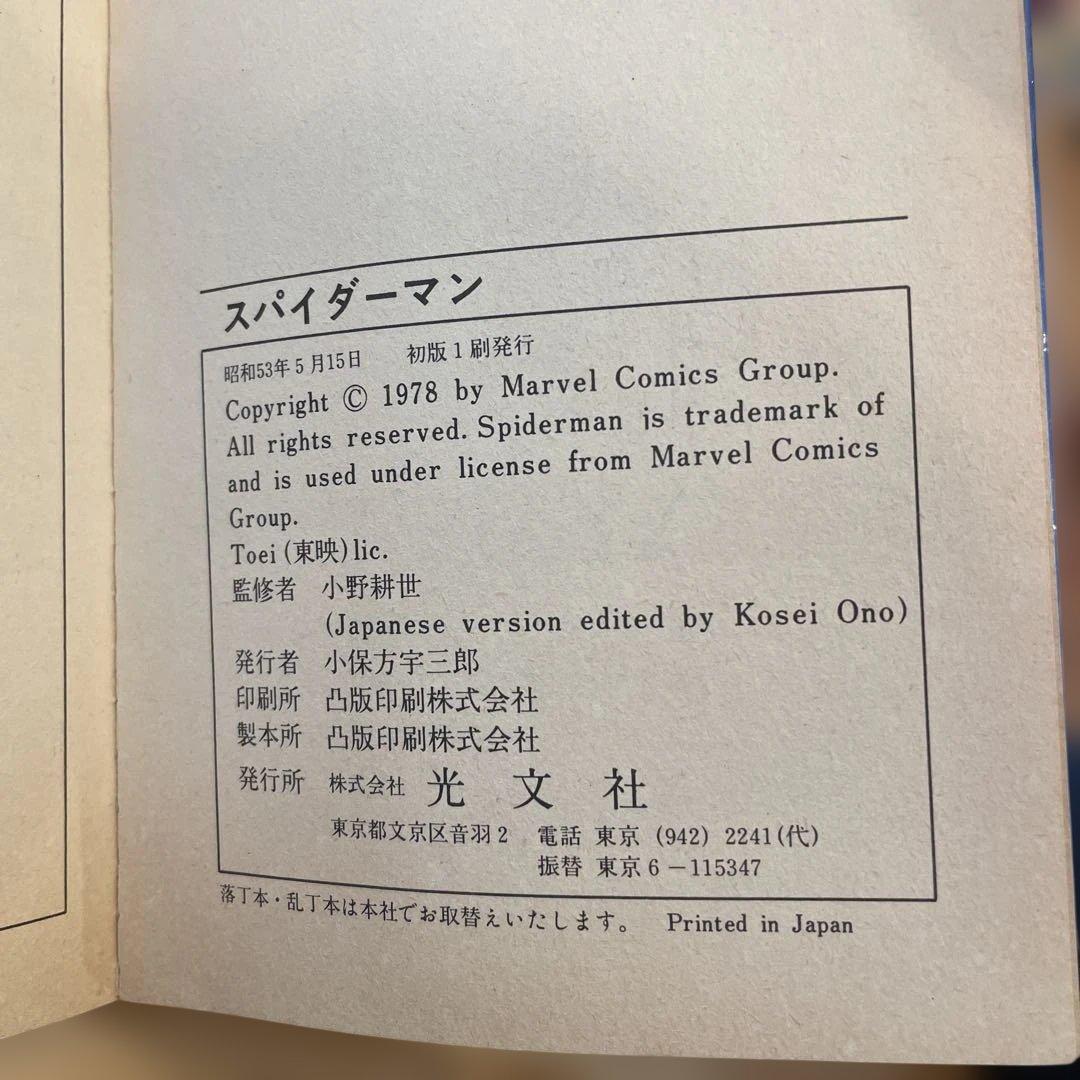 スパイダーマン
昭和53年5月15日　初版1刷発行
Copyright © 1978 by Marvel Comics Group.
All rights reserved. Spiderman is trademark of
and is used under license from Marvel Comics
Group.
Toei (東映) lic.
監修者　小野耕世
(Japanese version edited by Kosei Ono)
発行者　小保方宇三郎
印刷所　凸版印刷株式会社
製本所　凸版印刷株式会社
発行所　株式会社　光文社
東京都文京区音羽2　電話 東京 (942) 2241(代)
振替 東京6－115347
落丁本・乱丁本は本社でお取替えいたします。　Printed in Japan